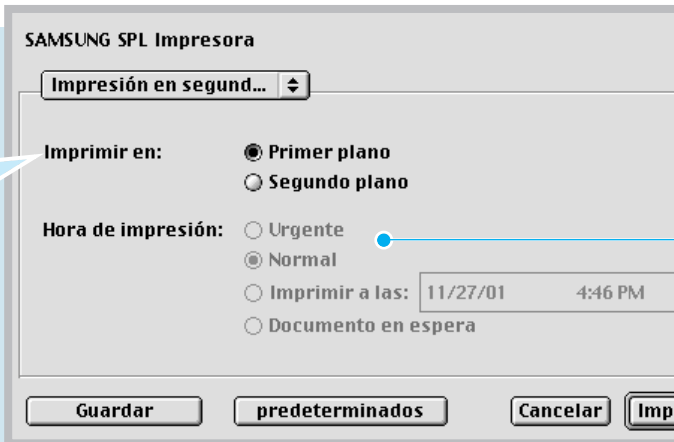 SAMSUNG SPL Impresora
Impresión en segund...
Imprimir en:
Primer plano
Segundo plano
Hora de impresión:
Urgente
Normal
Imprimir a las: 11/27/01 4:46 PM
Documento en espera
Guardar predeterminados Cancelar Imp